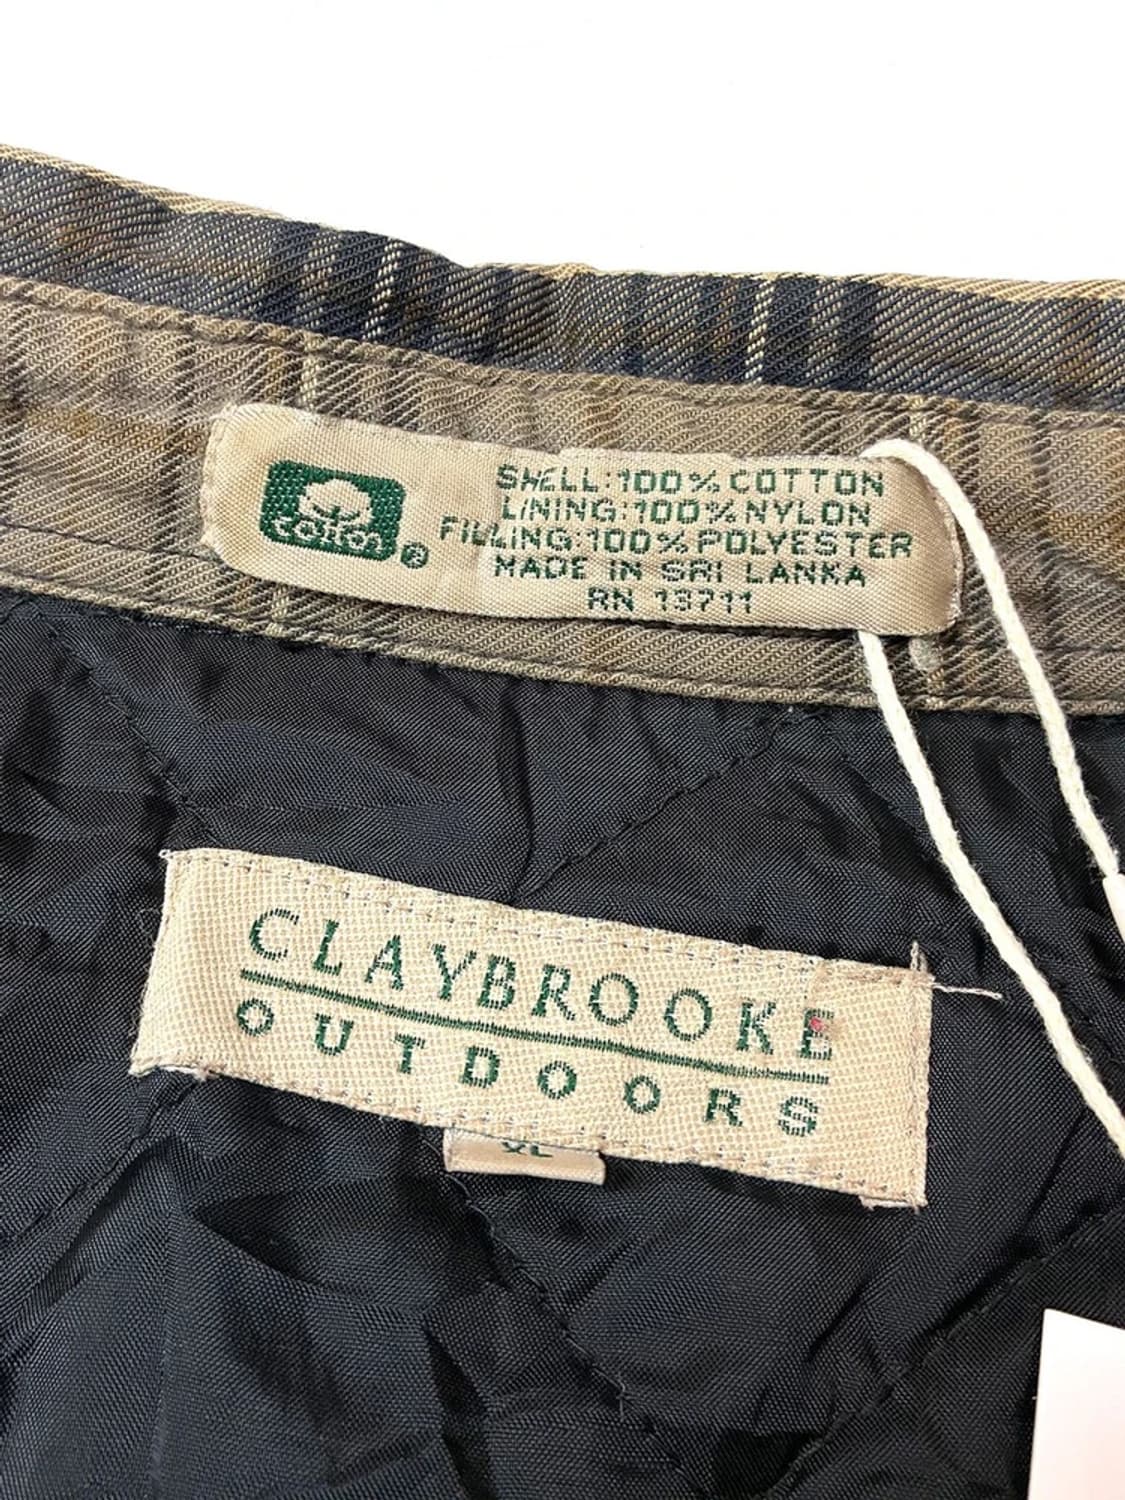 cotton
®
SHELL:100% COTTON
LINING:100% NYLON
FILLING:100% POLYESTER
MADE IN SRI LANKA
RN 13711
CLAYBROOKE
OUTDOORS
XL